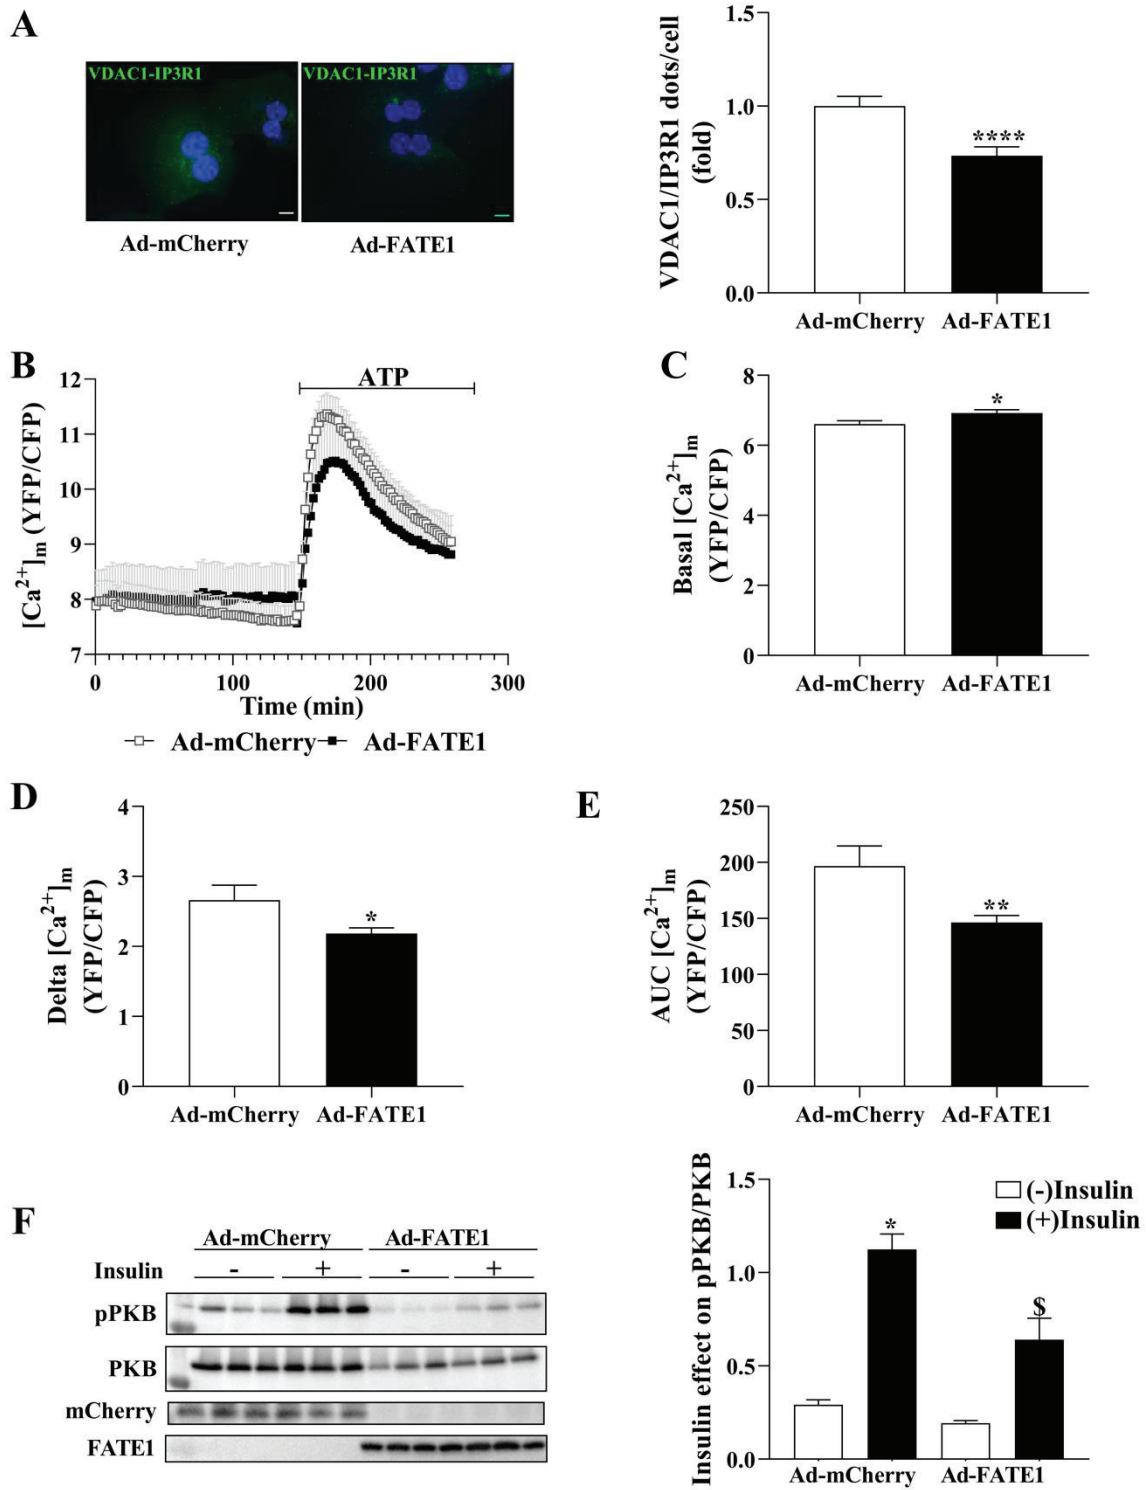 A
VDAC1-IP3R1
VDAC1-IP3R1
Ad-mCherry
Ad-FATE1
VDAC1/IP3R1 dots/cell
(fold)
1.5
1.0
0.5
0.0
****
Ad-mCherry
Ad-FATE1
B
[Ca²⁺]ₘ (YFP/CFP)
12
11
10
9
8
7
ATP
0
100
200
300
Time (min)
Ad-mCherry
Ad-FATE1
C
Basal [Ca²⁺]ₘ
(YFP/CFP)
8
6
4
2
0
*
Ad-mCherry
Ad-FATE1
D
Delta [Ca²⁺]ₘ
(YFP/CFP)
4
3
2
1
0
*
Ad-mCherry
Ad-FATE1
E
AUC [Ca²⁺]ₘ
(YFP/CFP)
250
200
150
100
50
0
**
Ad-mCherry
Ad-FATE1
F
Ad-mCherry
Ad-FATE1
Insulin - + - +
pPKB
PKB
mCherry
FATE1
Insulin effect on pPKB/PKB
1.5
1.0
0.5
0.0
(-)Insulin
(+)Insulin
*
$
Ad-mCherry
Ad-FATE1